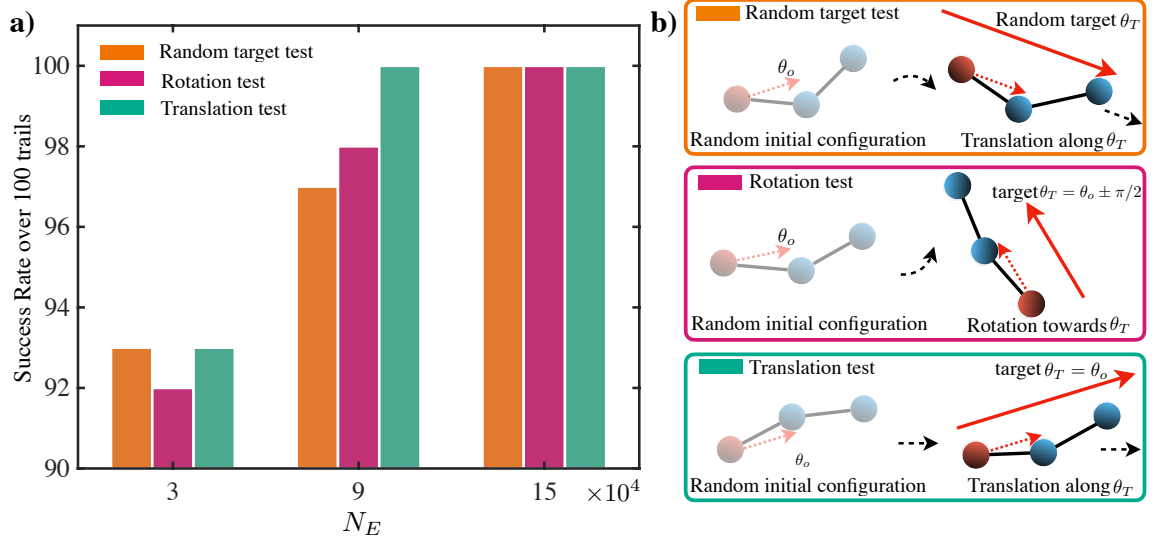 a)
Random target test
Rotation test
Translation test
Success Rate over 100 trails
100
98
96
94
92
90
3
9
15
×10⁴
N_E
b)
Random target test
Random target θ_T
θ_o
Random initial configuration
Translation along θ_T
Rotation test
target θ_T = θ_o ± π/2
θ_o
Random initial configuration
Rotation towards θ_T
Translation test
target θ_T = θ_o
θ_o
Random initial configuration
Translation along θ_T